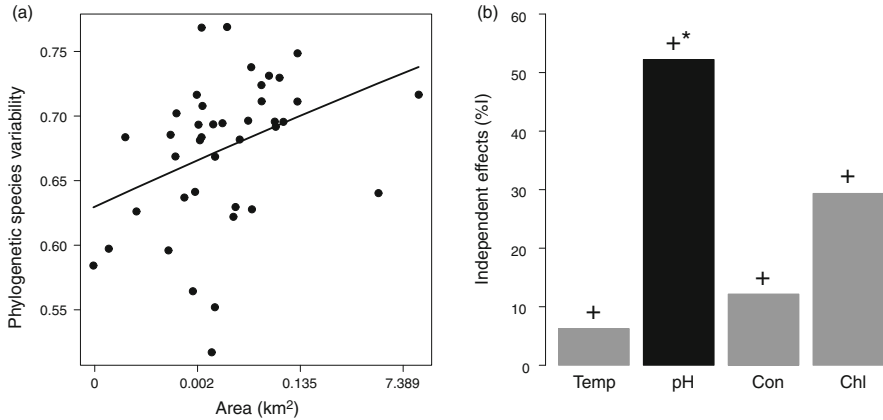 (a)
Phylogenetic species variability
0.75
0.70
0.65
0.60
0.55
0
0.002
0.135
7.389
Area (km²)
(b)
Independent effects (%I)
60
50
40
30
20
10
0
+
+*
+
+
Temp
pH
Con
Chl